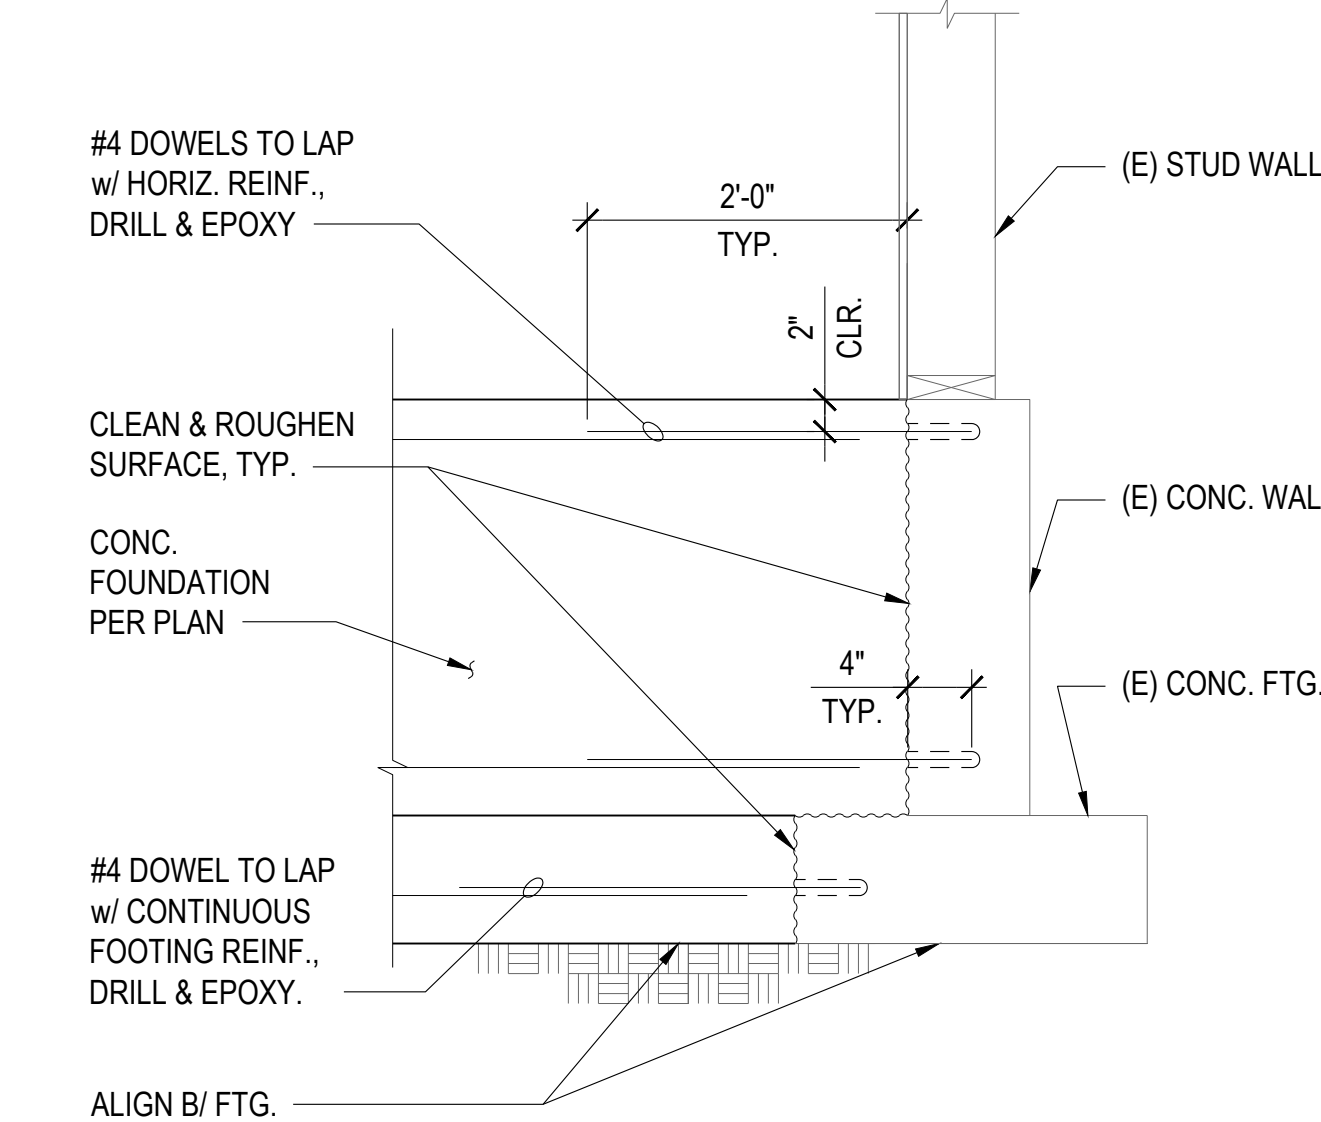 #4 DOWELS TO LAP
w/ HORIZ. REINF.,
DRILL & EPOXY
2'-0"
TYP.
(E) STUD WALL
2"
CLR.
CLEAN & ROUGHEN
SURFACE, TYP.
(E) CONC. WAL
CONC.
FOUNDATION
PER PLAN
4"
TYP.
(E) CONC. FTG.
#4 DOWEL TO LAP
w/ CONTINUOUS
FOOTING REINF.,
DRILL & EPOXY.
ALIGN B/ FTG.